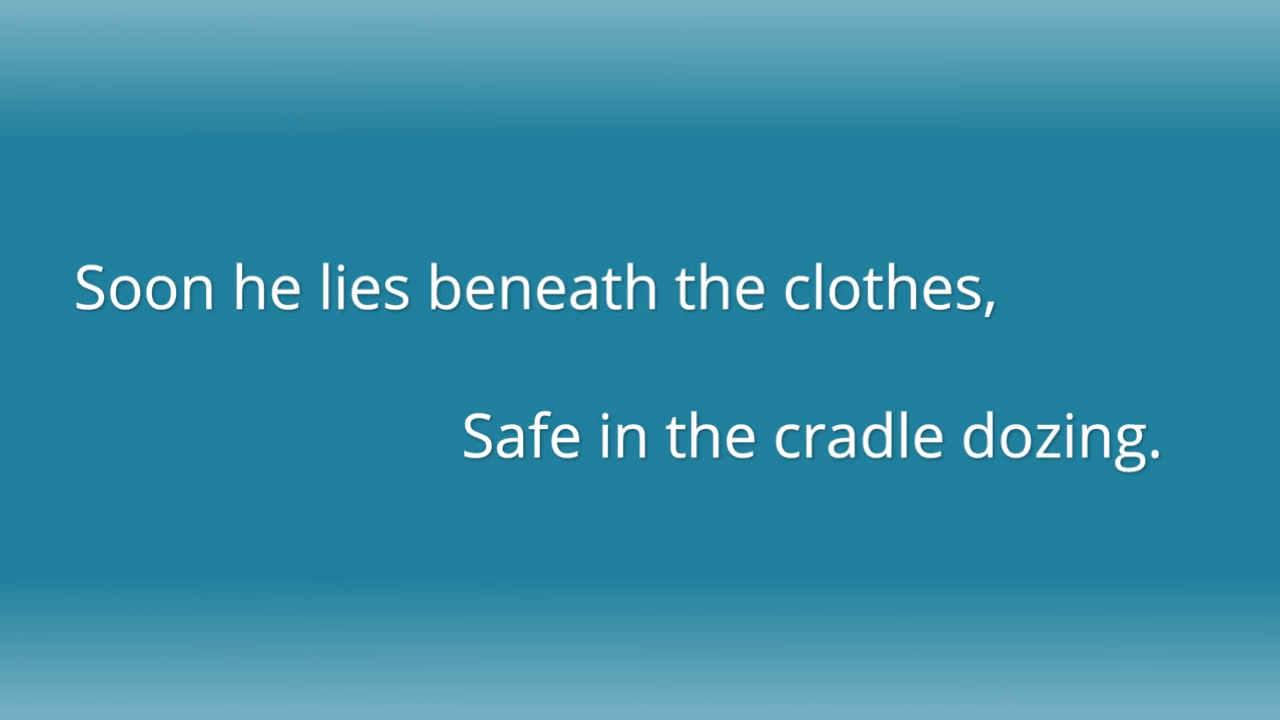 Soon he lies beneath the clothes,
Safe in the cradle dozing.